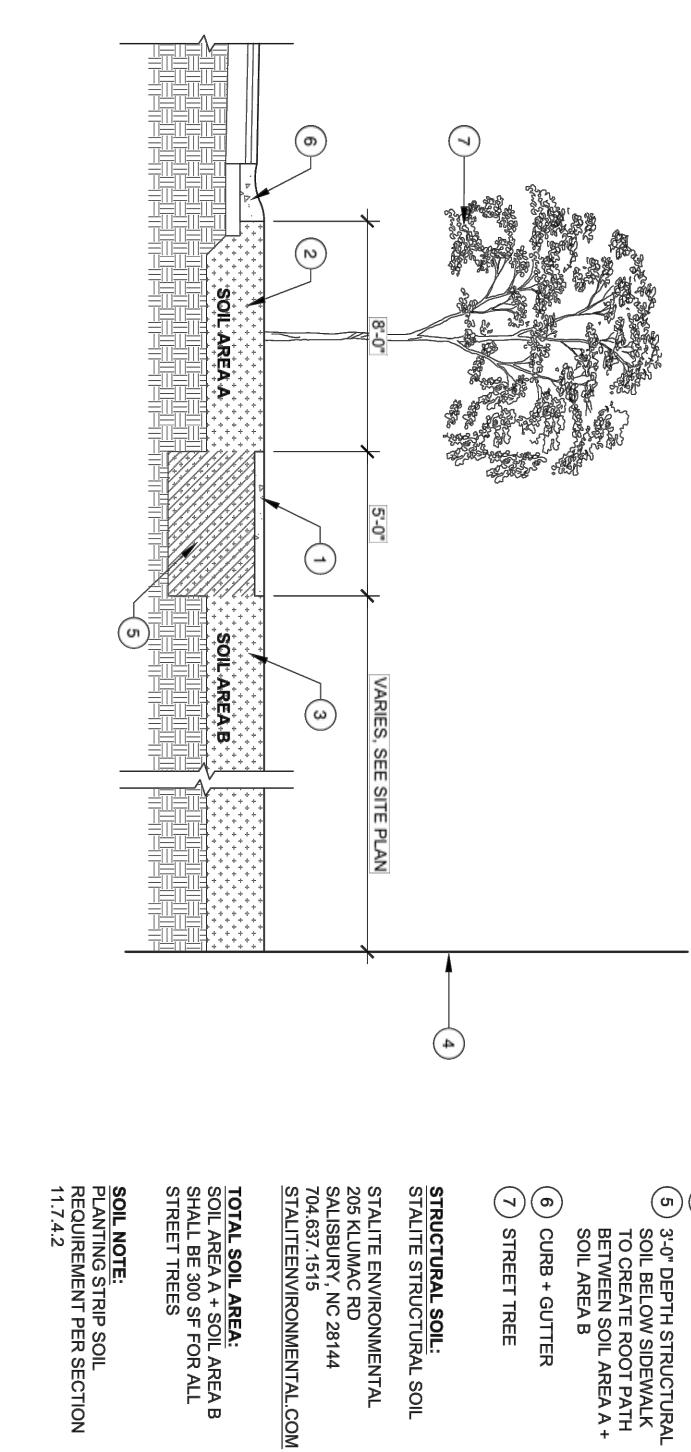 7
6
2
8'-0"
SOIL AREA A
1
5'-0"
5
SOIL AREA B
3
VARIES, SEE SITE PLAN
4
5 3'-0" DEPTH STRUCTURAL
SOIL BELOW SIDEWALK
TO CREATE ROOT PATH
BETWEEN SOIL AREA A +
SOIL AREA B
6 CURB + GUTTER
7 STREET TREE
STRUCTURAL SOIL:
STALITE STRUCTURAL SOIL
STALITE ENVIRONMENTAL
205 KLUMAC RD
SALISBURY, NC 28144
704.637.1515
STALITEENVIRONMENTAL.COM
TOTAL SOIL AREA:
SOIL AREA A + SOIL AREA B
SHALL BE 300 SF FOR ALL
STREET TREES
SOIL NOTE:
PLANTING STRIP SOIL
REQUIREMENT PER SECTION
11.7.4.2